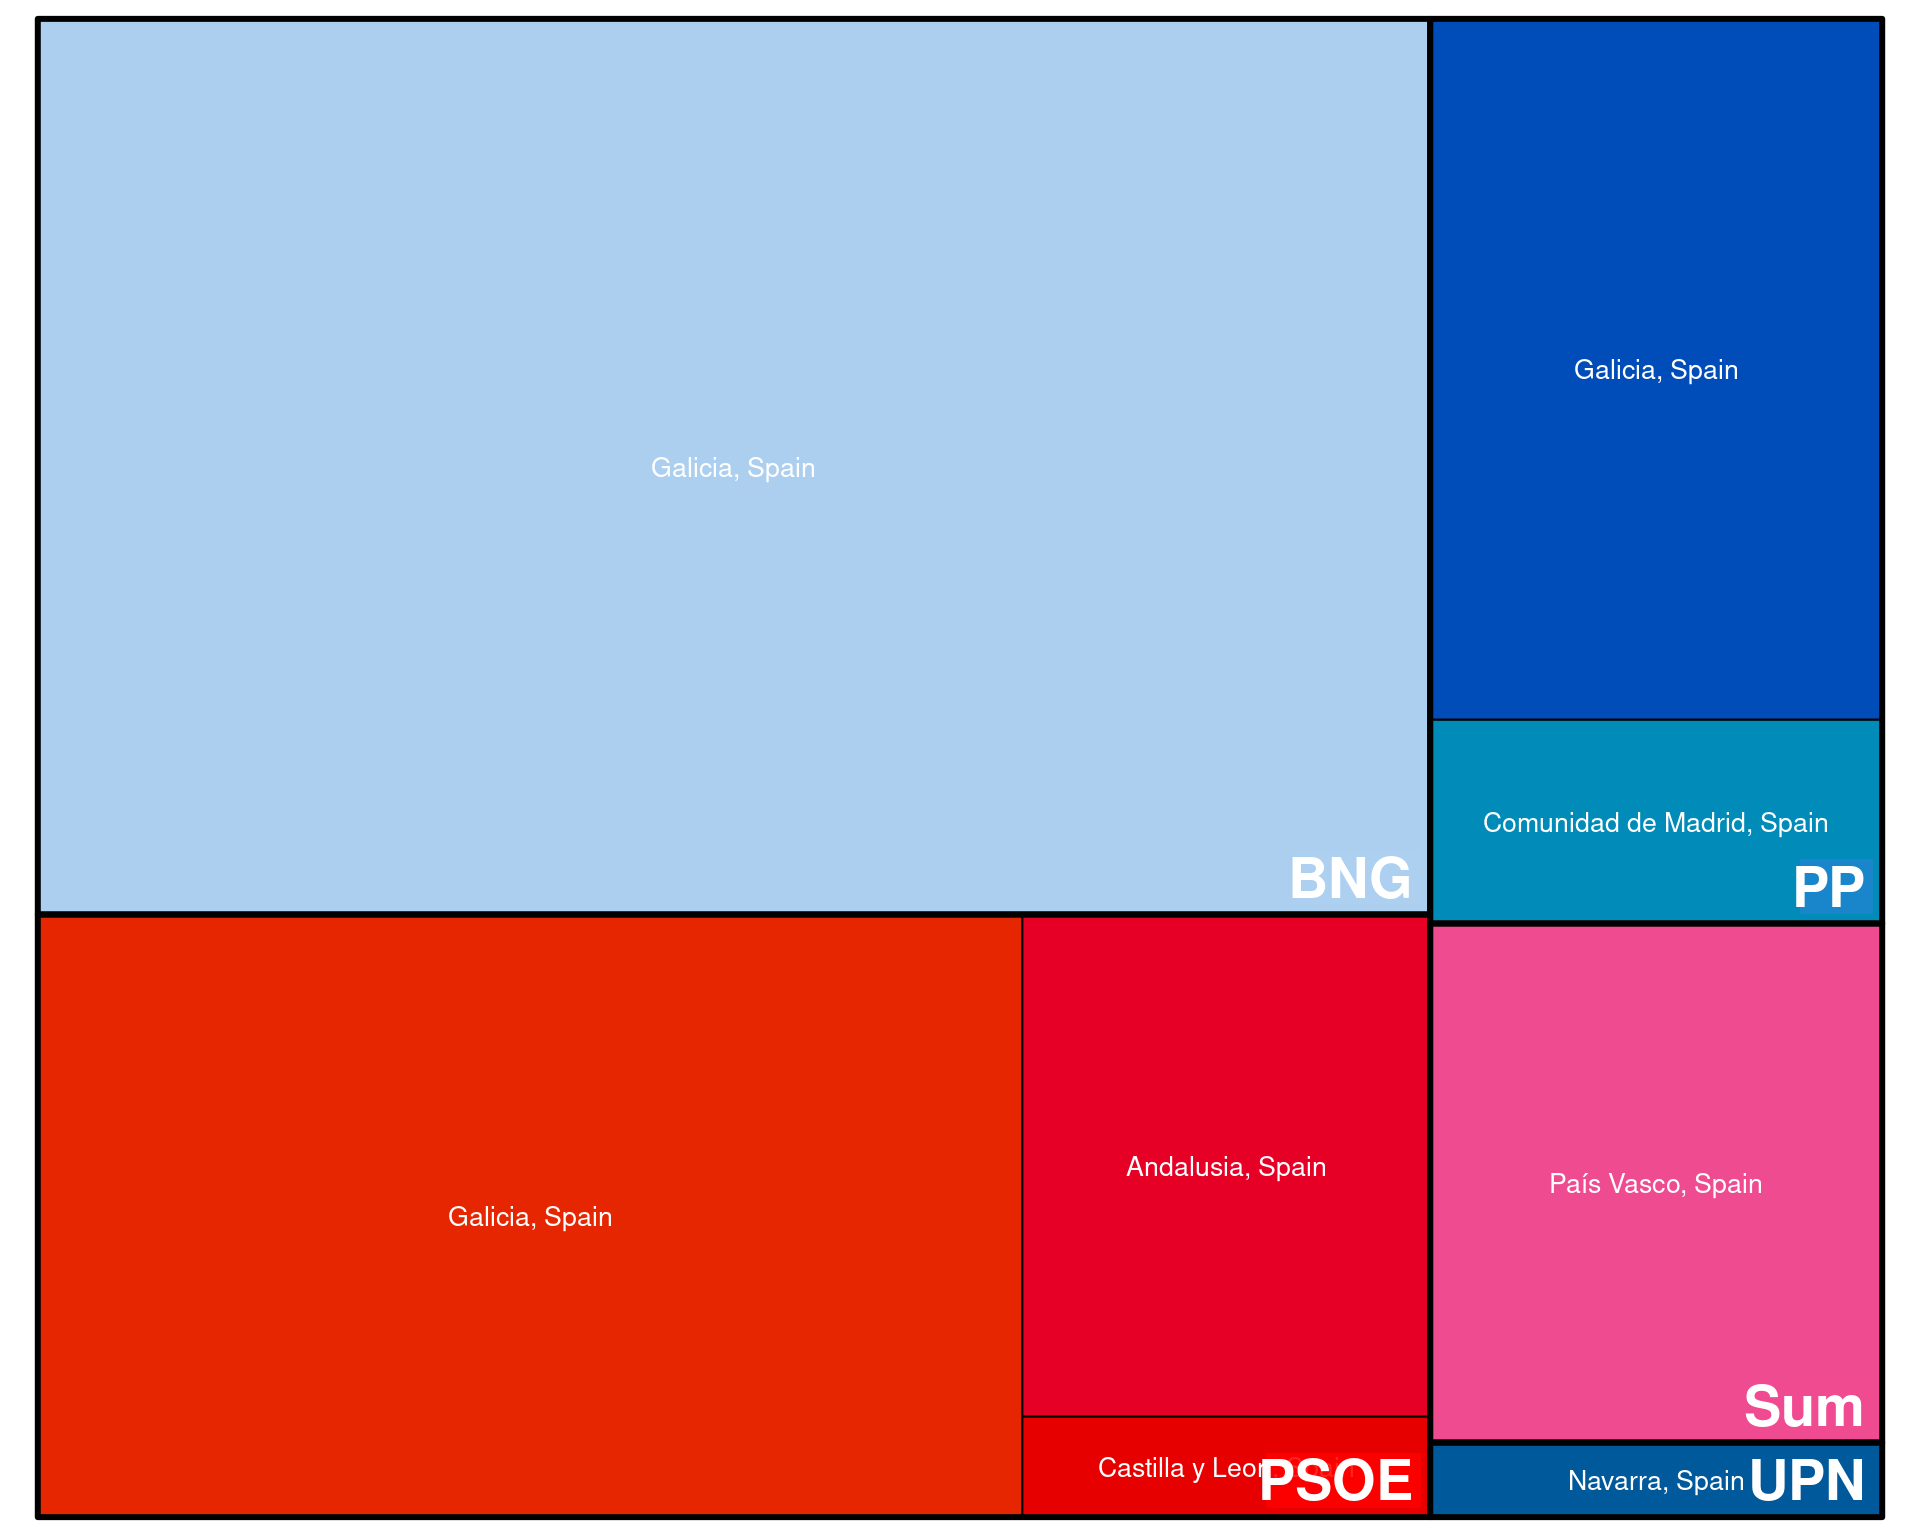 Galicia, Spain
BNG
Galicia, Spain
Comunidad de Madrid, Spain
PP
Galicia, Spain
Andalusia, Spain
Castilla y Leon
PSOE
País Vasco, Spain
Sum
Navarra, Spain
UPN